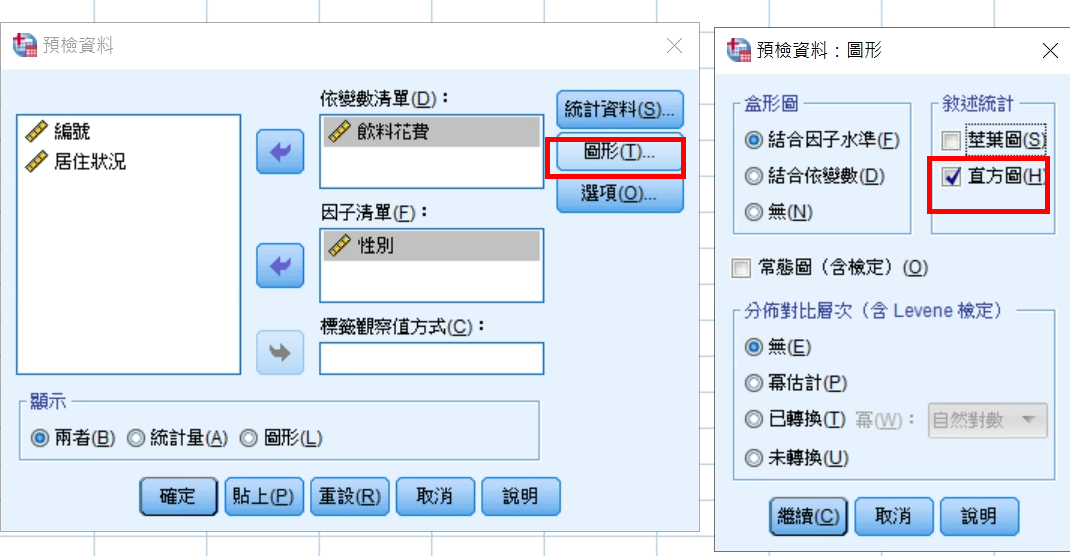 預檢資料
依變數清單(D)：
編號
居住狀況
飲料花費
統計資料(S)...
圖形(T)...
選項(O)...
因子清單(F)：
性別
標籤觀察值方式(C)：
顯示
兩者(B) 統計量(A) 圖形(L)
確定 貼上(P) 重設(R) 取消 說明
預檢資料：圖形
盒形圖
結合因子水準(F)
結合依變數(D)
無(N)
敘述統計
莖葉圖(S)
直方圖(H)
常態圖（含檢定）(O)
分佈對比層次（含 Levene 檢定）
無(E)
冪估計(P)
已轉換(T) 冪(W)： 自然對數
未轉換(U)
繼續(C) 取消 說明